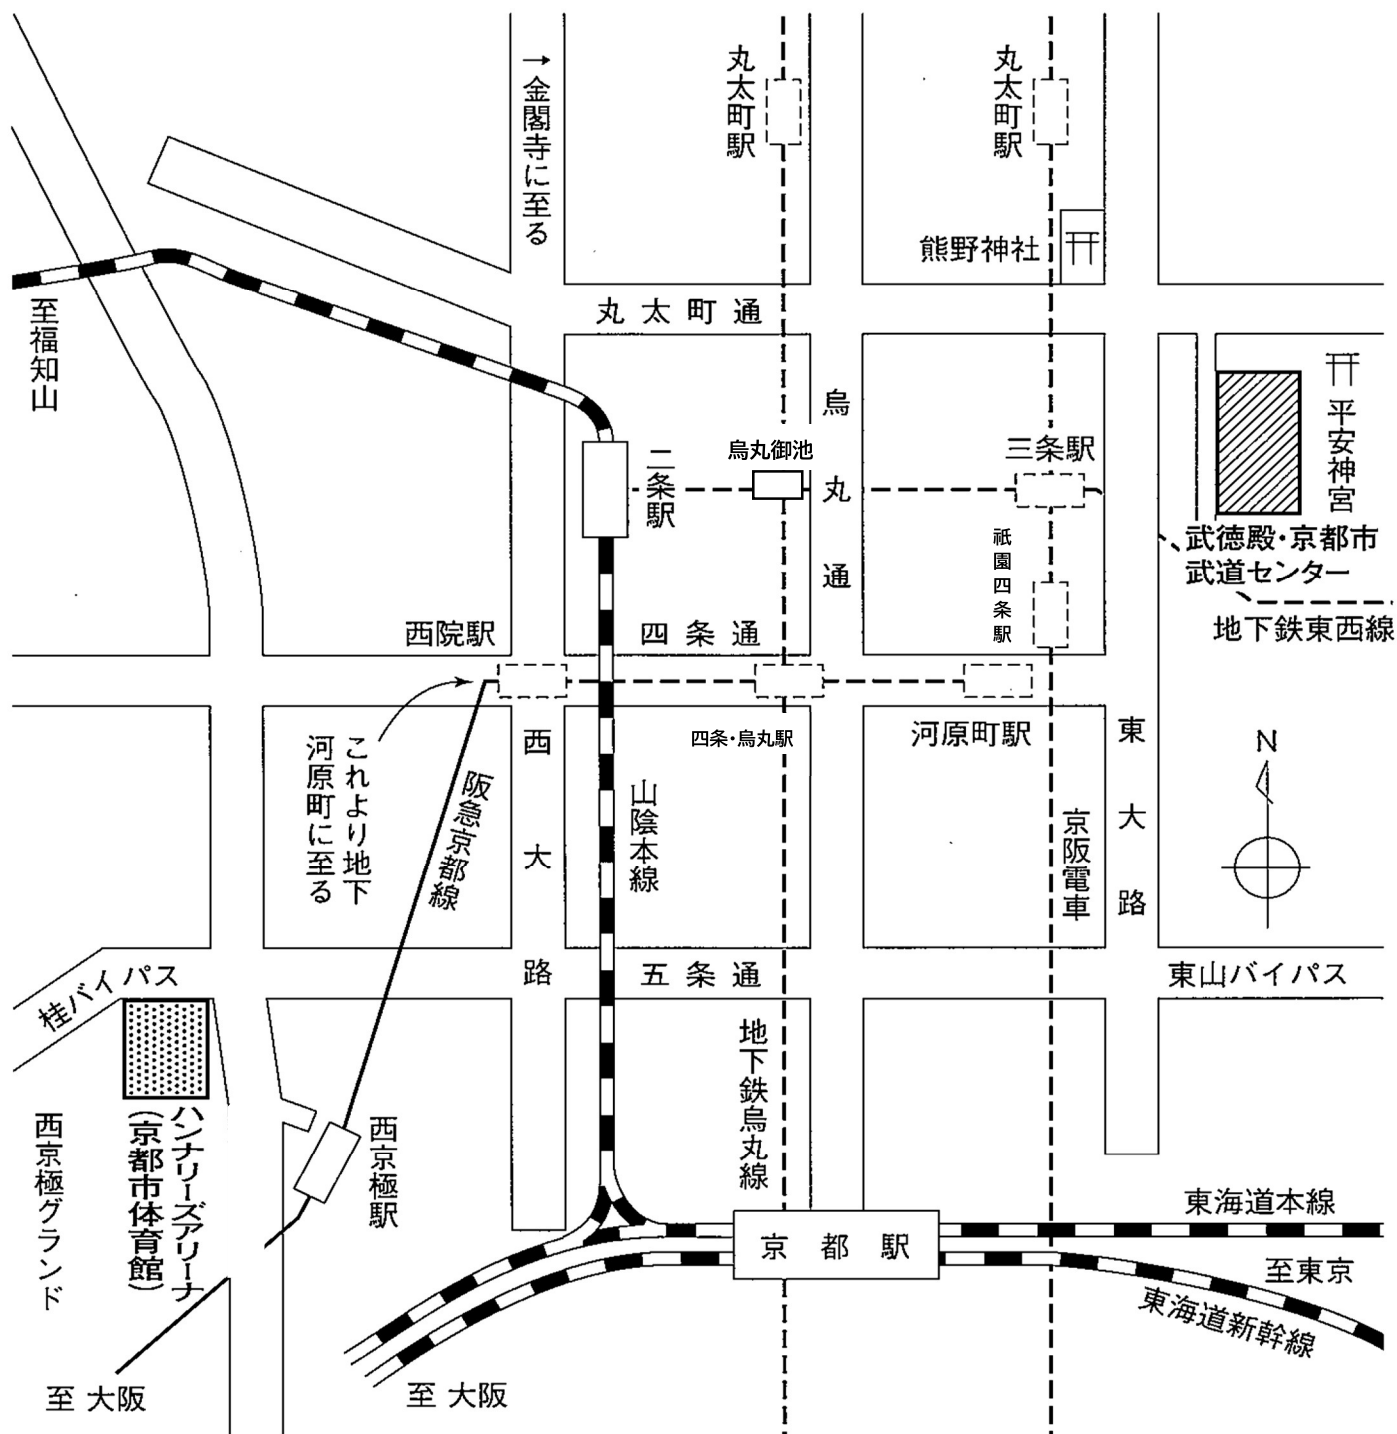 →金閣寺に至る
丸太町駅
丸太町駅
熊野神社
至福知山
丸太町通
烏丸通
平安神宮
烏丸御池
三条駅
二条駅
祇園四条駅
武徳殿・京都市
武道センター
地下鉄東西線
西院駅
四条通
四条・烏丸駅
河原町駅
西大路
東大路
N
これより地下
河原町に至る
阪急京都線
山陰本線
京阪電車
桂バイパス
五条通
東山バイパス
地下鉄烏丸線
西京極グランド
ハンナリーズアリーナ
(京都市体育館)
西京極駅
東海道本線
京都駅
至東京
東海道新幹線
至 大阪
至 大阪